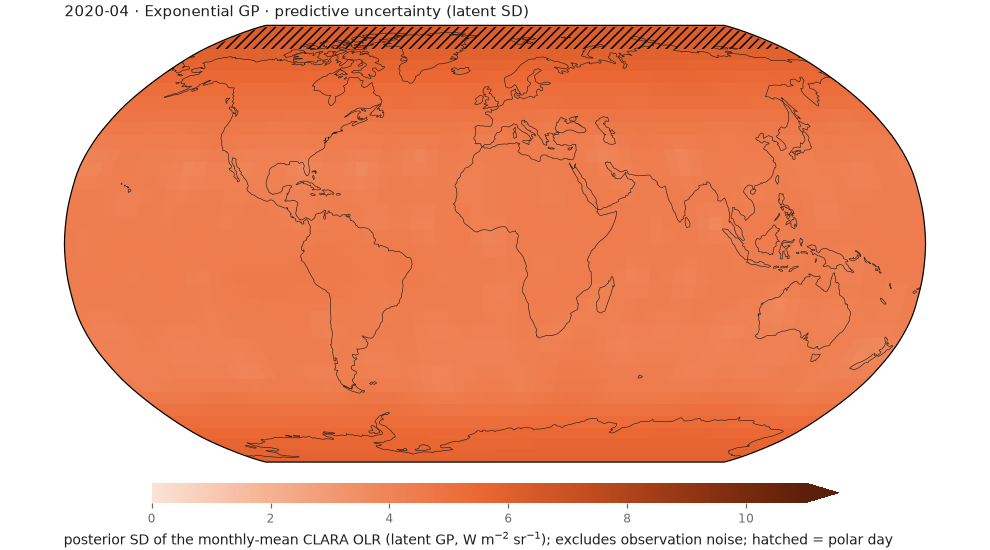 2020-04 · Exponential GP · predictive uncertainty (latent SD)
0 2 4 6 8 10
posterior SD of the monthly-mean CLARA OLR (latent GP, W m⁻² sr⁻¹); excludes observation noise; hatched = polar day